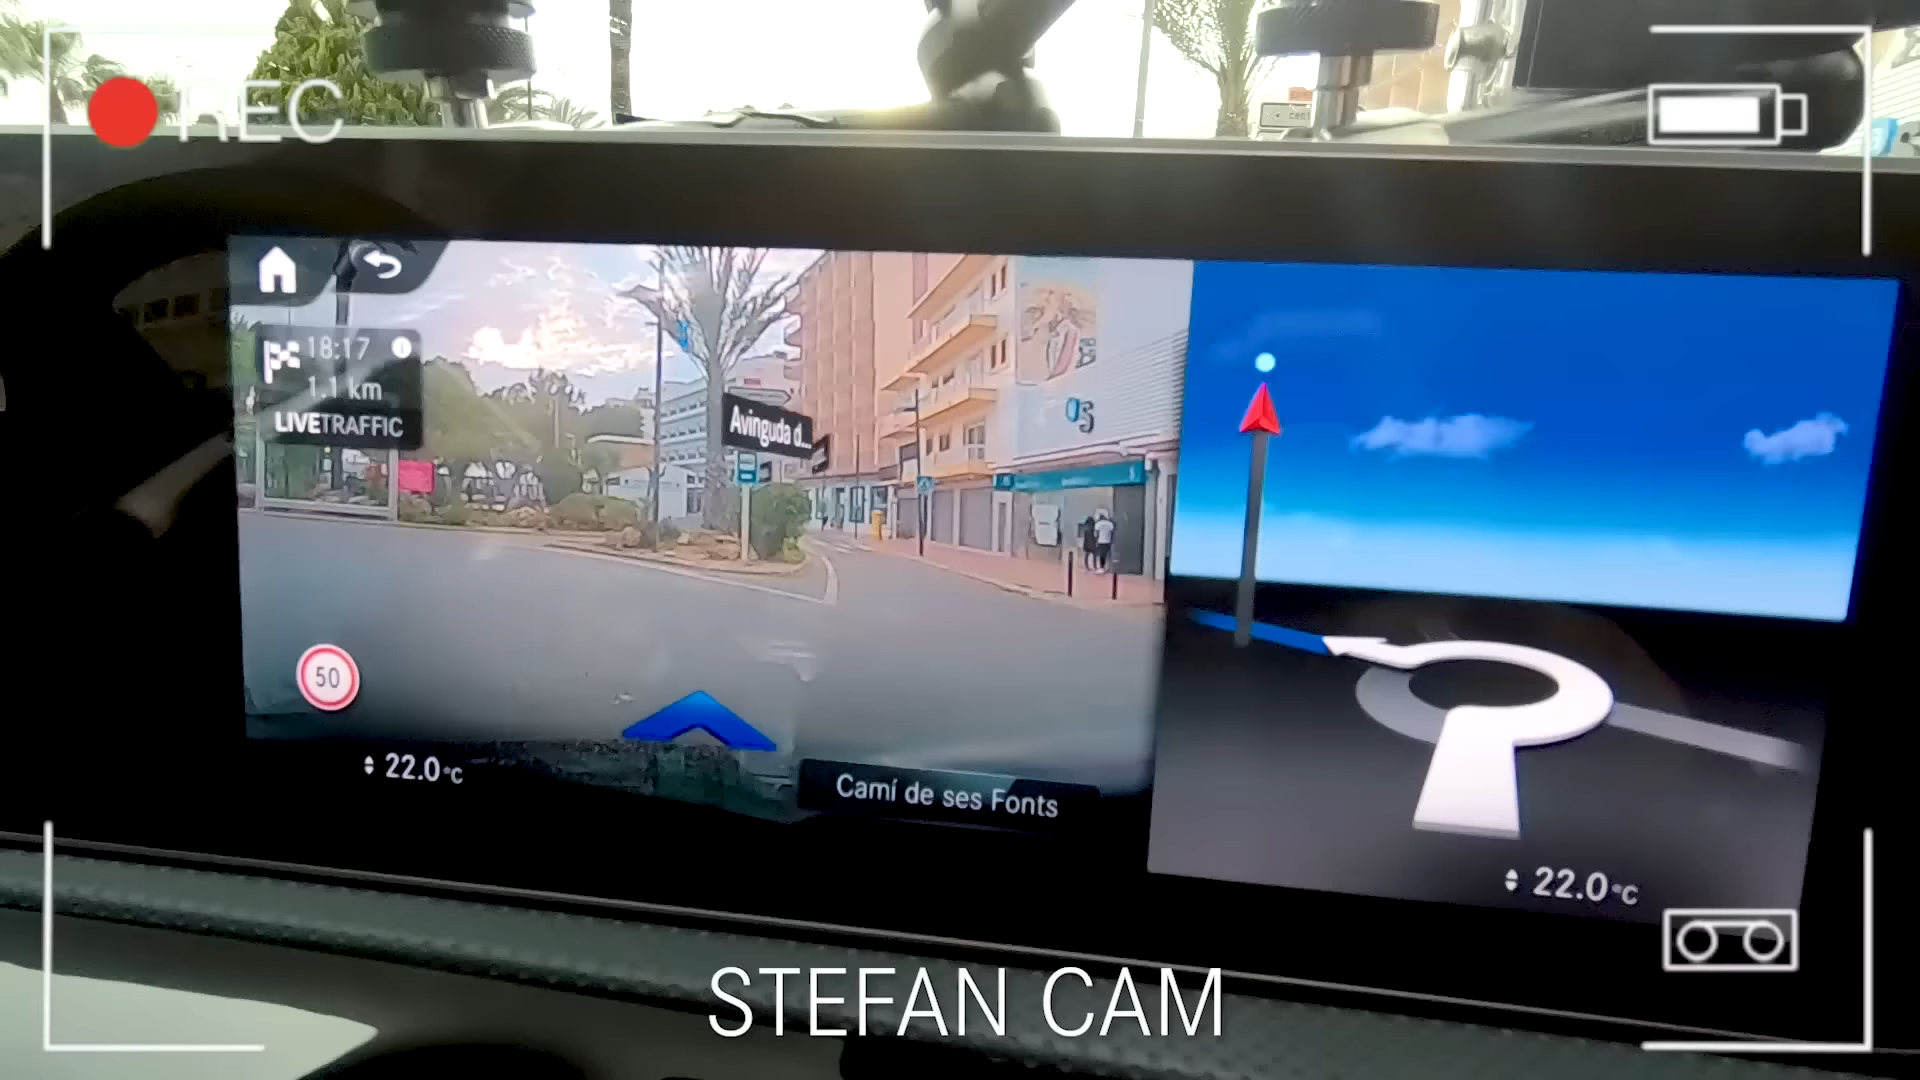 REC
18:17
1.1 km
LIVETRAFFIC
Avinguda d...
50
22.0°C
Camí de ses Fonts
22.0°C
STEFAN CAM